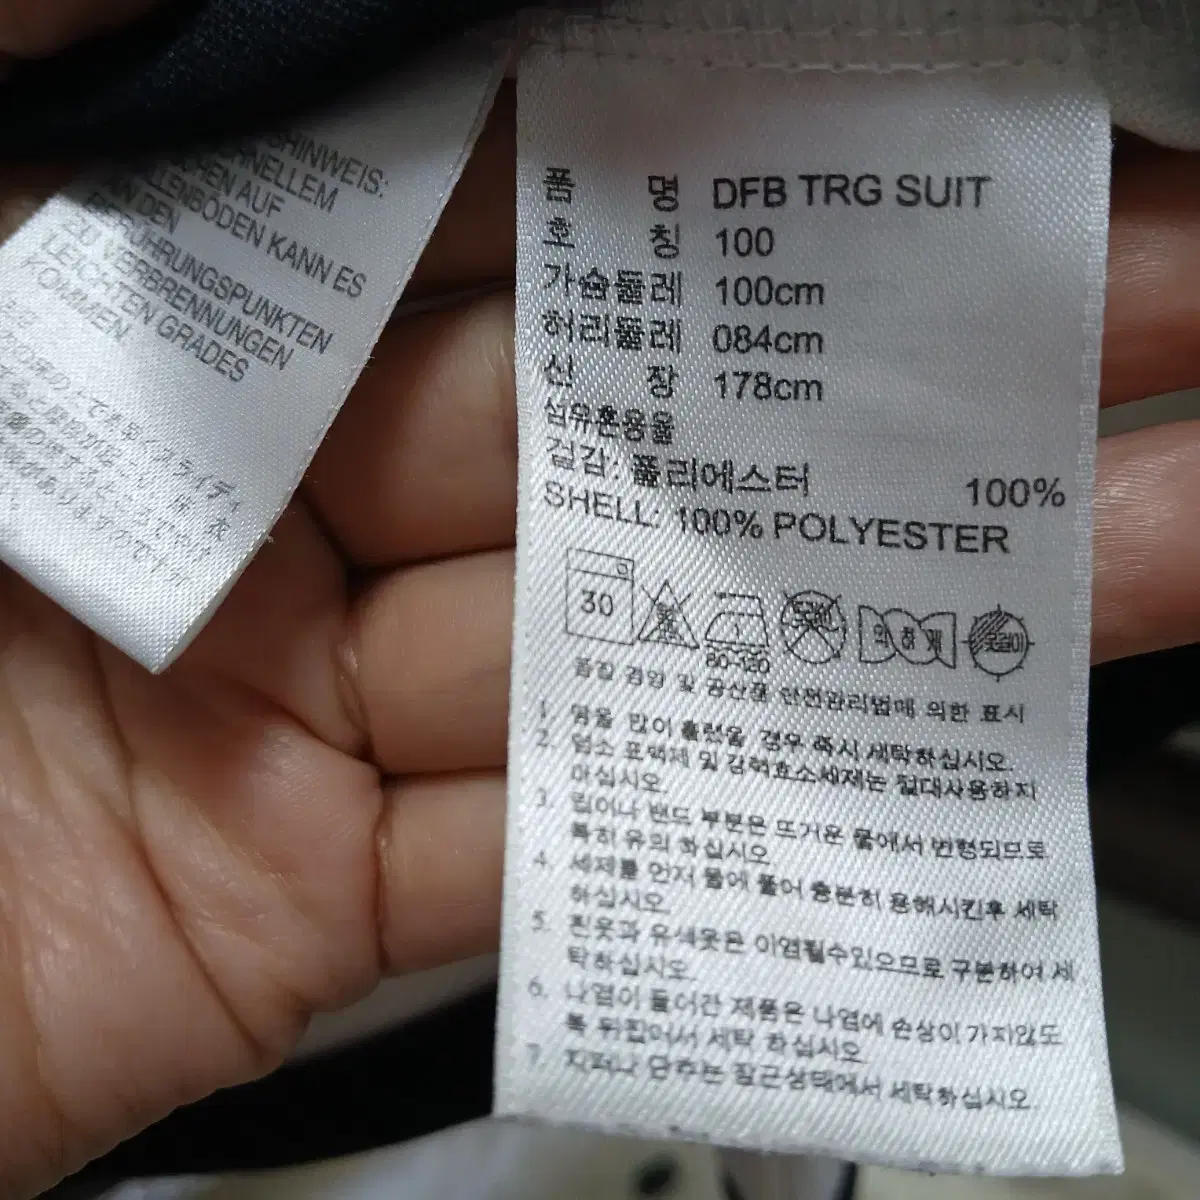 HINWEIS:
SCHNELLEM
AUF
KANN ES
AN DEN
BERÜHRUNGSPUNKTEN
ZU VERBRENNUNGEN
LEICHTEN GRADES
KOMMEN
품 명 DFB TRG SUIT
호 칭 100
가슴둘레 100cm
허리둘레 084cm
신 장 178cm
섬유혼용율
겉감: 폴리에스터 100%
SHELL: 100% POLYESTER
30
80-120
약하게
옷걸이
품질 경영 및 공산품 안전관리법에 의한 표시
1. 땀을 많이 흘렸을 경우 즉시 세탁하십시오.
2. 염소 표백제 및 강력효소세제는 절대사용하지
마십시오.
3. 립이나 밴드 부분은 뜨거운 물에서 변형되므로
특히 유의 하십시오.
4. 세제를 먼저 물에 풀어 충분히 용해시킨후 세탁
하십시오.
5. 흰옷과 유색옷은 이염될수있으므로 구분하여 세
탁하십시오.
6. 나염이 들어간 제품은 나염에 손상이 가지않도
록 뒤집어서 세탁 하십시오.
7. 지퍼나 단추는 잠근상태에서 세탁하십시오.